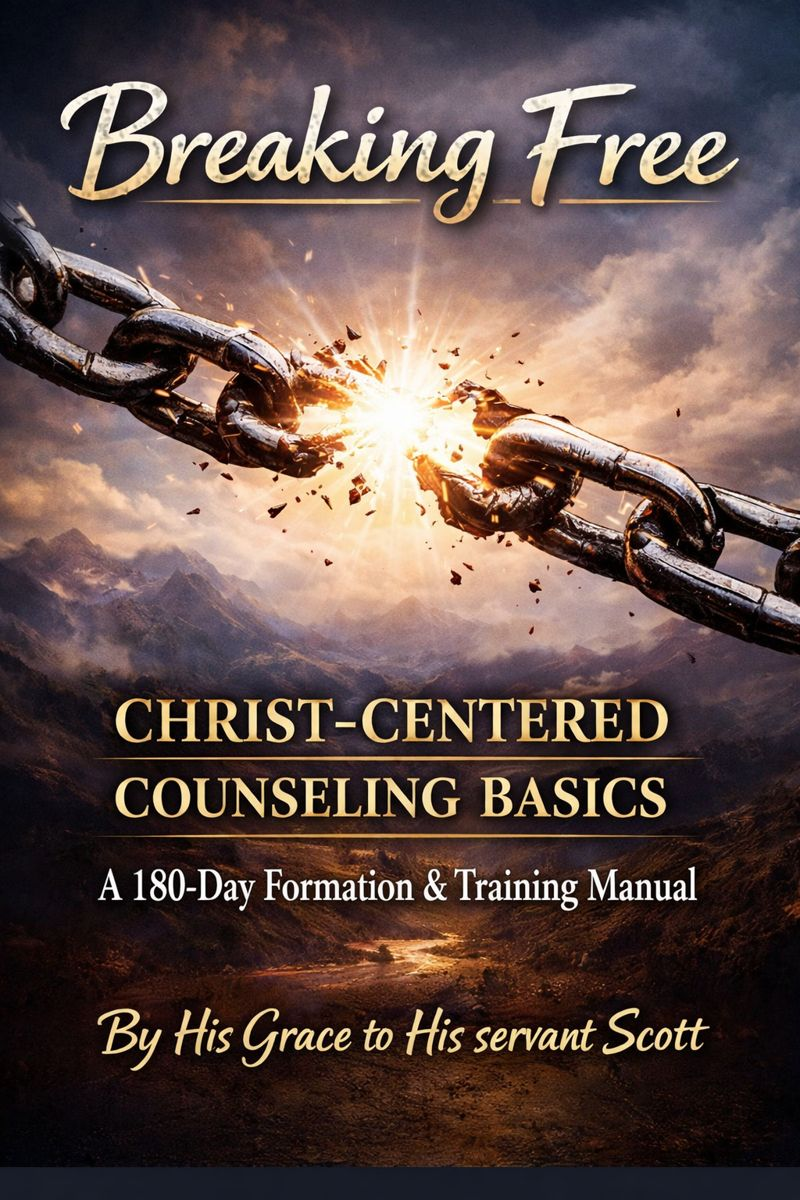 Breaking Free
CHRIST-CENTERED
COUNSELING BASICS
A 180-Day Formation & Training Manual
By His Grace to His servant Scott